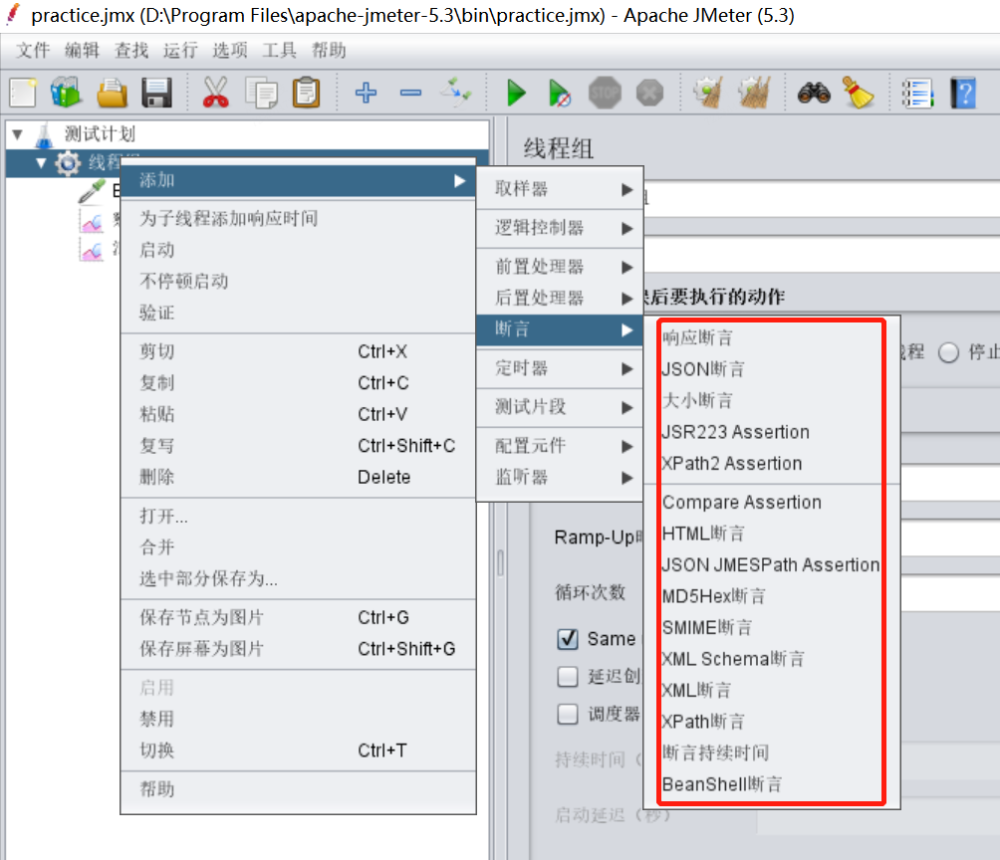 practice.jmx (D:\Program Files\apache-jmeter-5.3\bin\practice.jmx) - Apache JMeter (5.3)
文件 编辑 查找 运行 选项 工具 帮助
STOP
测试计划
线程组
线程组
添加
为子线程添加响应时间
启动
不停顿启动
验证
剪切 Ctrl+X
复制 Ctrl+C
粘贴 Ctrl+V
复写 Ctrl+Shift+C
删除 Delete
打开...
合并
选中部分保存为...
保存节点为图片 Ctrl+G
保存屏幕为图片 Ctrl+Shift+G
启用
禁用
切换 Ctrl+T
帮助
取样器
逻辑控制器
前置处理器
后置处理器
断言
定时器
测试片段
配置元件
监听器
后要执行的动作
程 停止
响应断言
JSON断言
大小断言
JSR223 Assertion
XPath2 Assertion
Compare Assertion
HTML断言
JSON JMESPath Assertion
MD5Hex断言
SMIME断言
XML Schema断言
XML断言
XPath断言
断言持续时间
BeanShell断言
Ramp-Up
循环次数
Same
延迟创
调度器
持续时间（
启动延迟（秒）